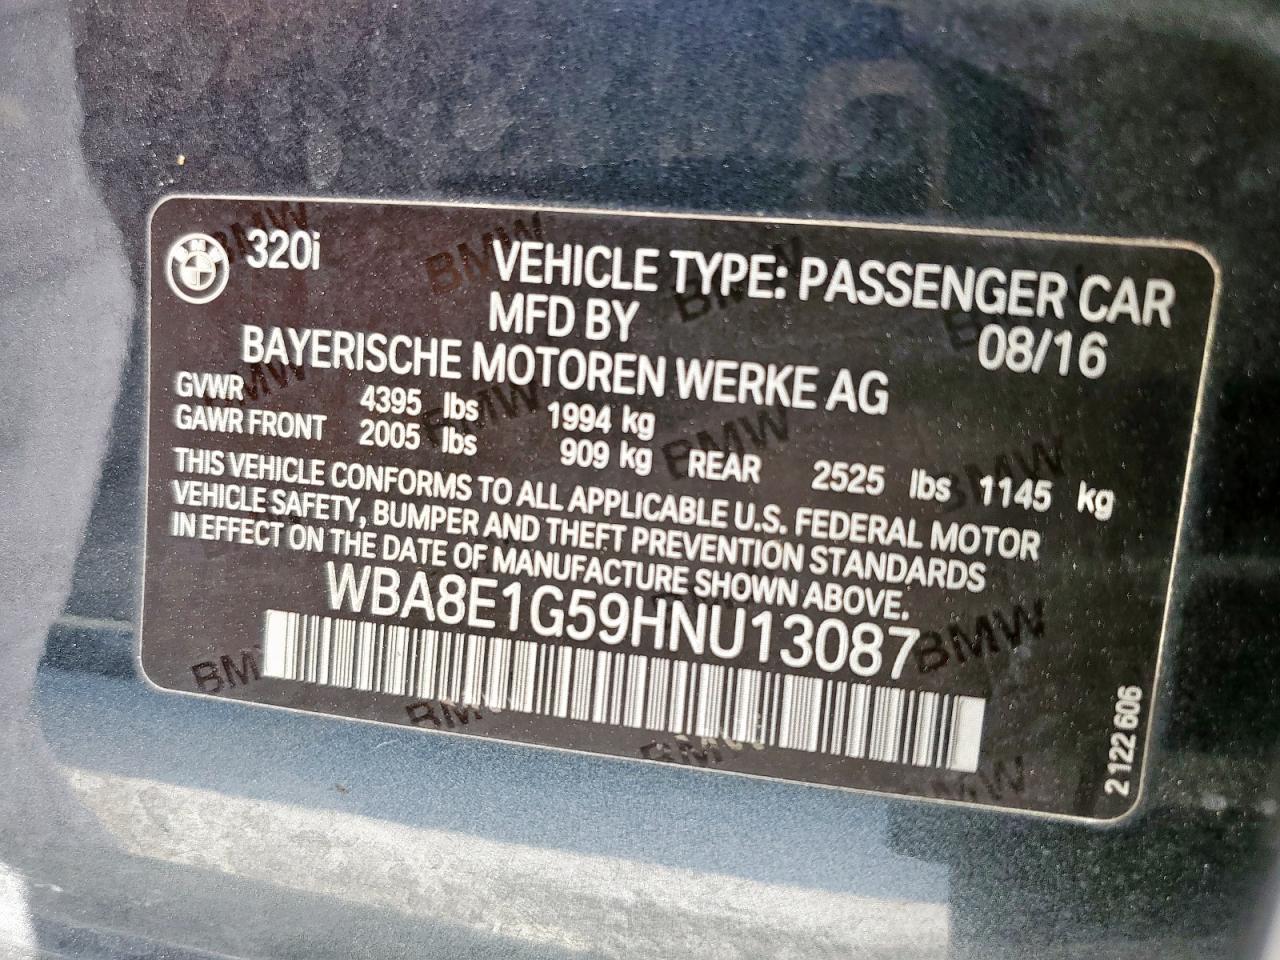 320i
VEHICLE TYPE: PASSENGER CAR
MFD BY 08/16
BAYERISCHE MOTOREN WERKE AG
GVWR 4395 lbs 1994 kg
GAWR FRONT 2005 lbs 909 kg REAR 2525 lbs 1145 kg
THIS VEHICLE CONFORMS TO ALL APPLICABLE U.S. FEDERAL MOTOR
VEHICLE SAFETY, BUMPER AND THEFT PREVENTION STANDARDS
IN EFFECT ON THE DATE OF MANUFACTURE SHOWN ABOVE.
WBA8E1G59HNU13087
2 122 606